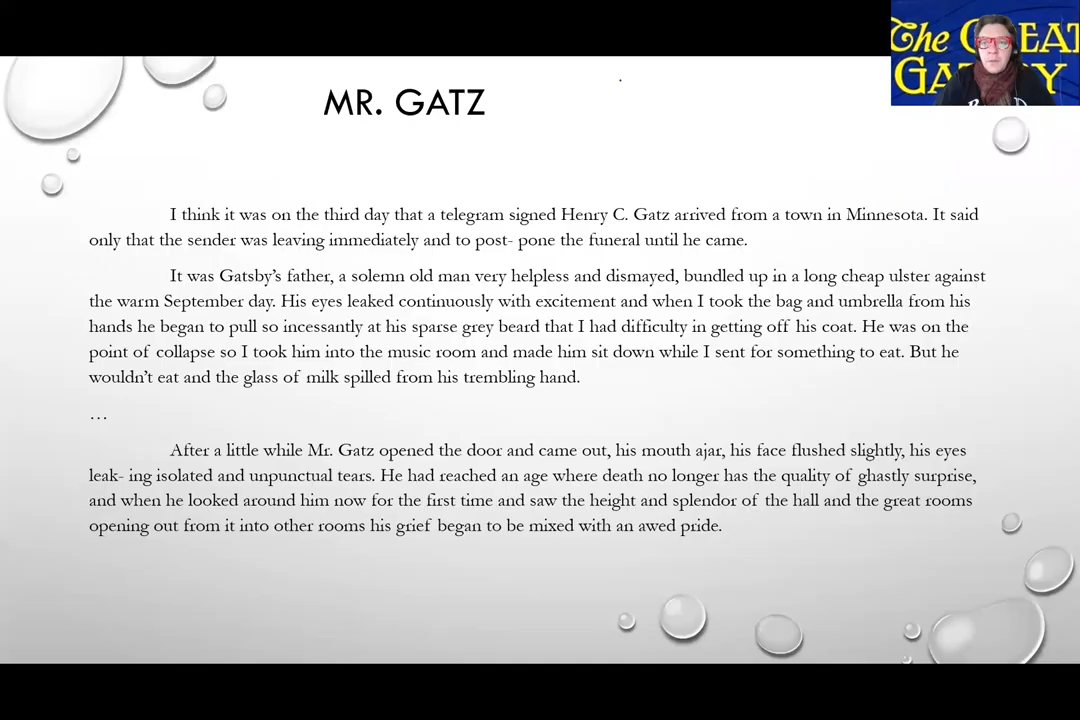 The GREAT
GATSBY
MR. GATZ
I think it was on the third day that a telegram signed Henry C. Gatz arrived from a town in Minnesota. It said
only that the sender was leaving immediately and to post- pone the funeral until he came.
It was Gatsby's father, a solemn old man very helpless and dismayed, bundled up in a long cheap ulster against
the warm September day. His eyes leaked continuously with excitement and when I took the bag and umbrella from his
hands he began to pull so incessantly at his sparse grey beard that I had difficulty in getting off his coat. He was on the
point of collapse so I took him into the music room and made him sit down while I sent for something to eat. But he
wouldn't eat and the glass of milk spilled from his trembling hand.
…
After a little while Mr. Gatz opened the door and came out, his mouth ajar, his face flushed slightly, his eyes
leak- ing isolated and unpunctual tears. He had reached an age where death no longer has the quality of ghastly surprise,
and when he looked around him now for the first time and saw the height and splendor of the hall and the great rooms
opening out from it into other rooms his grief began to be mixed with an awed pride.